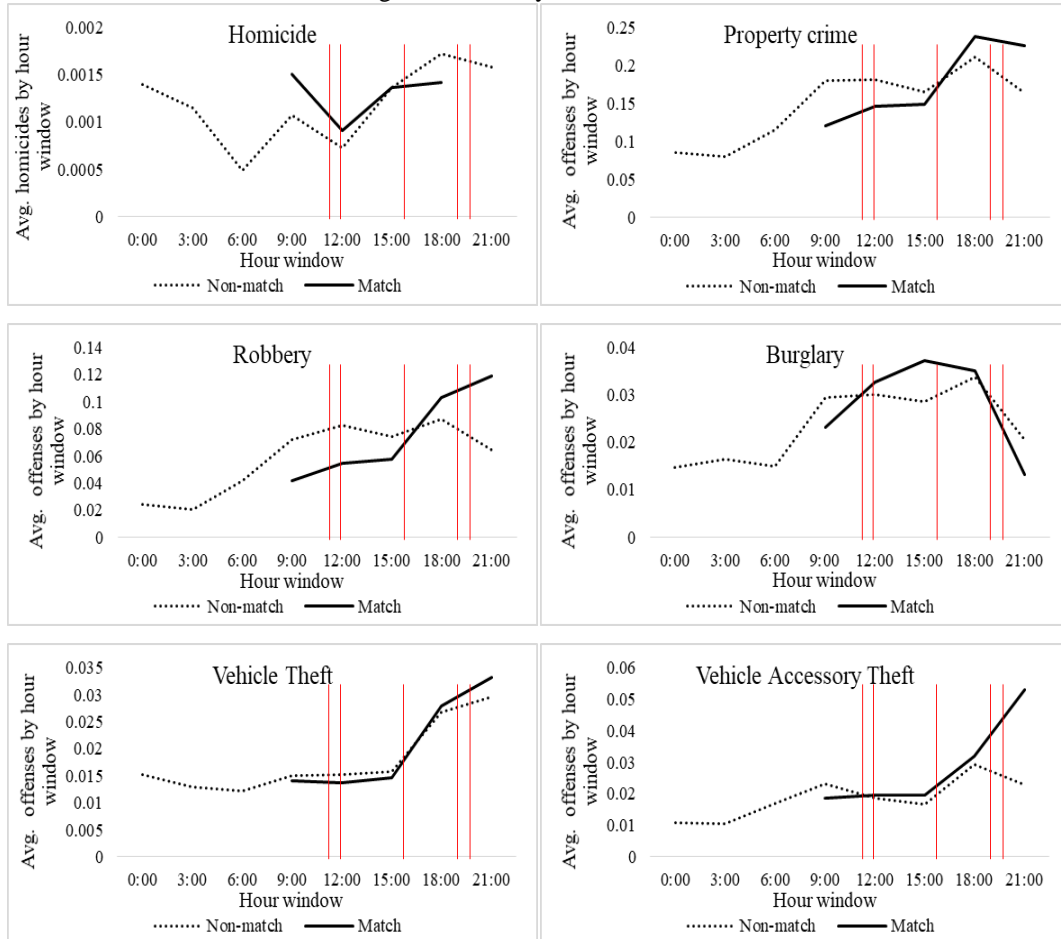 Homicide
Avg. homicides by hour
window
0.002
0.0015
0.001
0.0005
0
0:00 3:00 6:00 9:00 12:00 15:00 18:00 21:00
Hour window
Non-match Match
Property crime
Avg. offenses by hour
window
0.25
0.2
0.15
0.1
0.05
0
0:00 3:00 6:00 9:00 12:00 15:00 18:00 21:00
Hour window
Non-match Match
Robbery
Avg. offenses by hour
window
0.14
0.12
0.1
0.08
0.06
0.04
0.02
0
0:00 3:00 6:00 9:00 12:00 15:00 18:00 21:00
Hour window
Non-match Match
Burglary
Avg. offenses by hour
window
0.04
0.03
0.02
0.01
0
0:00 3:00 6:00 9:00 12:00 15:00 18:00 21:00
Hour window
Non-match Match
Vehicle Theft
Avg. offenses by hour
window
0.035
0.03
0.025
0.02
0.015
0.01
0.005
0
0:00 3:00 6:00 9:00 12:00 15:00 18:00 21:00
Hour window
Non-match Match
Vehicle Accessory Theft
Avg. offenses by hour
window
0.06
0.05
0.04
0.03
0.02
0.01
0
0:00 3:00 6:00 9:00 12:00 15:00 18:00 21:00
Hour window
Non-match Match